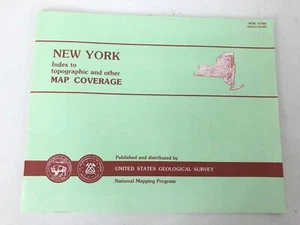 NEW YORK
Index to
topographic and other
MAP COVERAGE
Published and distributed by
UNITED STATES GEOLOGICAL SURVEY
National Mapping Program